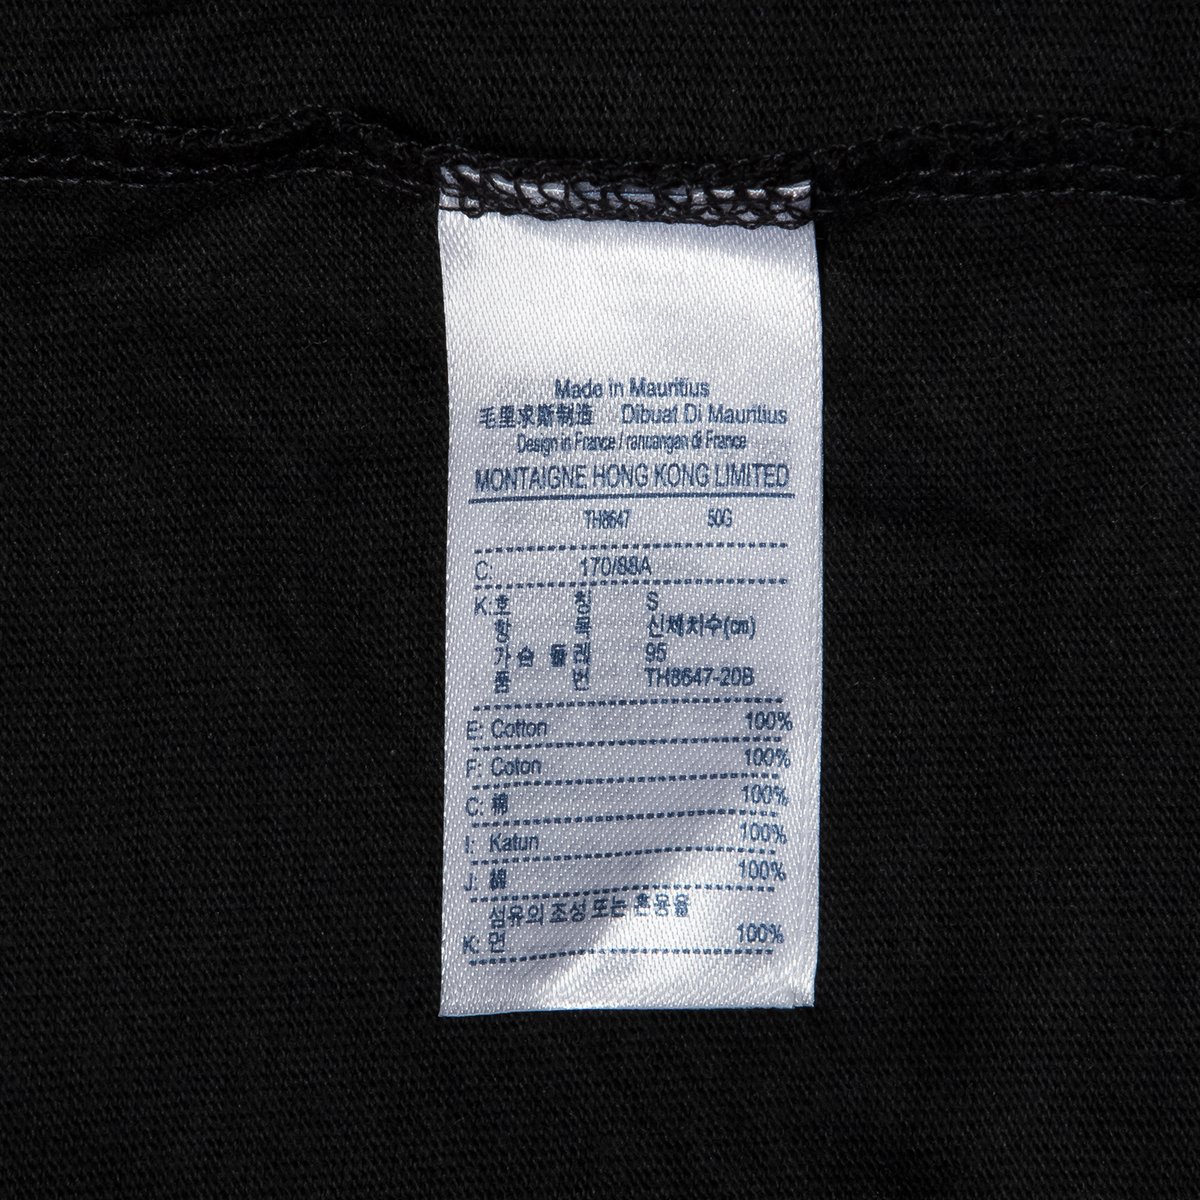 Made in Mauritius
毛里求斯制造 Dibuat Di Mauritius
Design in France / rancangan di France
MONTAIGNE HONG KONG LIMITED
TH8647 50G
C: 170/88A
K: 호 칭 S
항 목 신체치수(cm)
가슴둘레 95
품 번 TH8647-20B
E: Cotton 100%
F: Coton 100%
C: 棉 100%
I: Katun 100%
J: 綿 100%
섬유의 조성 또는 혼용율
K: 면 100%